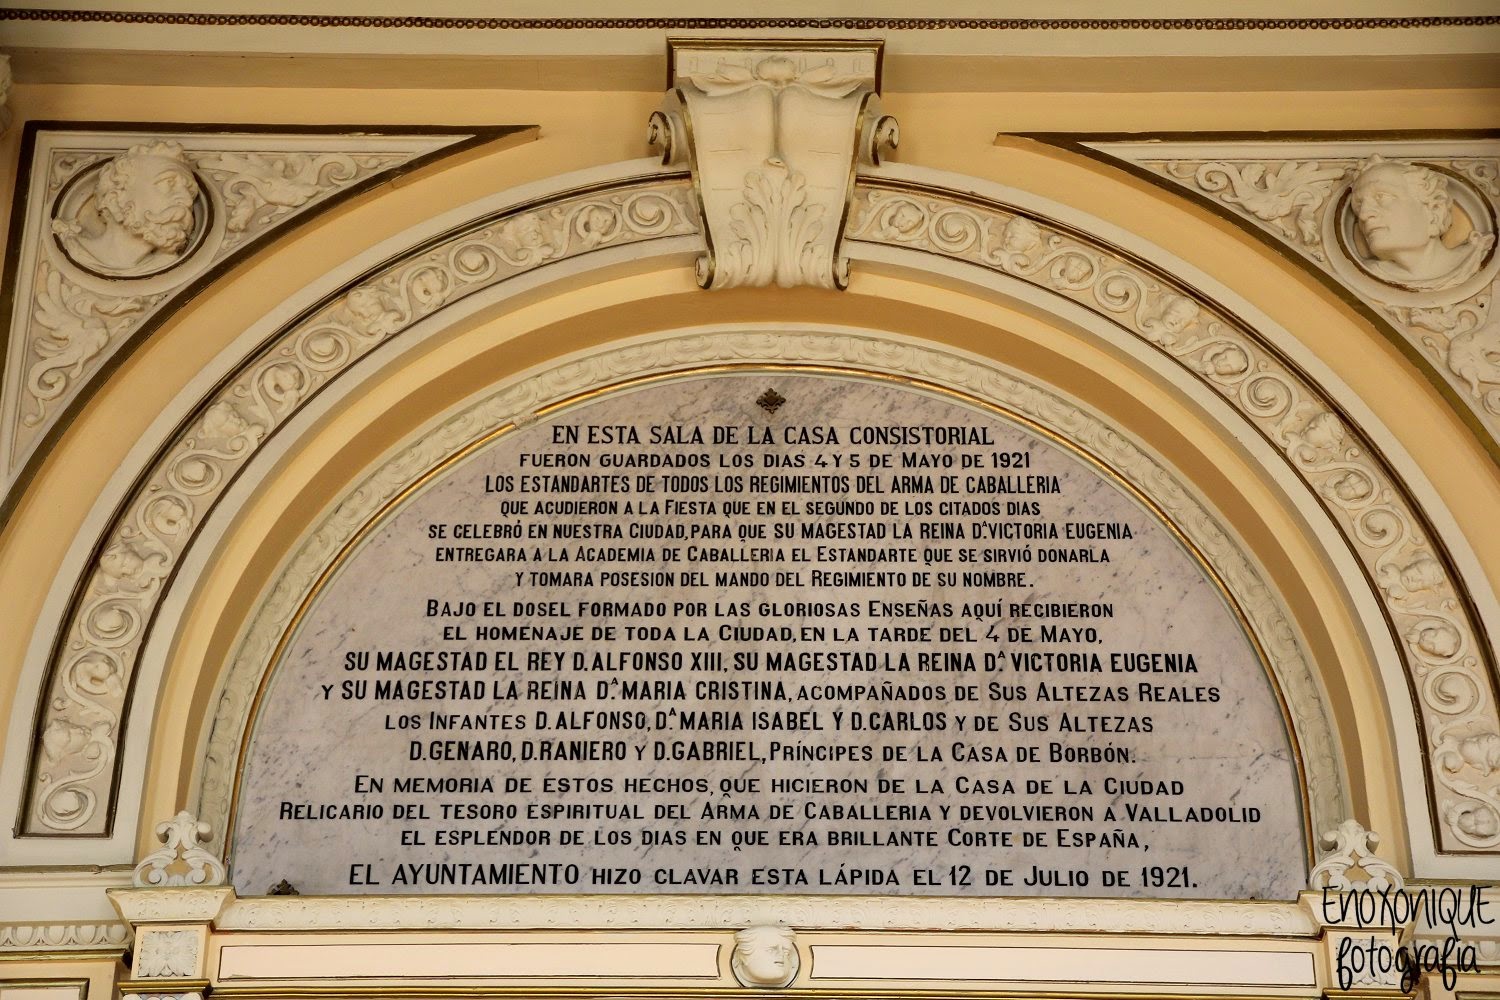 EN ESTA SALA DE LA CASA CONSISTORIAL
FUERON GUARDADOS LOS DIAS 4 Y 5 DE MAYO DE 1921
LOS ESTANDARTES DE TODOS LOS REGIMIENTOS DEL ARMA DE CABALLERIA
QUE ACUDIERON A LA FIESTA QUE EN EL SEGUNDO DE LOS CITADOS DIAS
SE CELEBRÓ EN NUESTRA CIUDAD, PARA QUE SU MAGESTAD LA REINA D.ª VICTORIA EUGENIA
ENTREGARA A LA ACADEMIA DE CABALLERIA EL ESTANDARTE QUE SE SIRVIÓ DONARLA
Y TOMARA POSESION DEL MANDO DEL REGIMIENTO DE SU NOMBRE.
BAJO EL DOSEL FORMADO POR LAS GLORIOSAS ENSEÑAS AQUÍ RECIBIERON
EL HOMENAJE DE TODA LA CIUDAD, EN LA TARDE DEL 4 DE MAYO,
SU MAGESTAD EL REY D. ALFONSO XIII, SU MAGESTAD LA REINA D.ª VICTORIA EUGENIA
Y SU MAGESTAD LA REINA D.ª MARIA CRISTINA, ACOMPAÑADOS DE SUS ALTEZAS REALES
LOS INFANTES D. ALFONSO, D.ª MARIA ISABEL Y D. CARLOS Y DE SUS ALTEZAS
D. GENARO, D. RANIERO Y D. GABRIEL, PRÍNCIPES DE LA CASA DE BORBÓN.
EN MEMORIA DE ESTOS HECHOS, QUE HICIERON DE LA CASA DE LA CIUDAD
RELICARIO DEL TESORO ESPIRITUAL DEL ARMA DE CABALLERIA Y DEVOLVIERON A VALLADOLID
EL ESPLENDOR DE LOS DIAS EN QUE ERA BRILLANTE CORTE DE ESPAÑA,
EL AYUNTAMIENTO HIZO CLAVAR ESTA LÁPIDA EL 12 DE JULIO DE 1921.
ENOXONIQUE
fotografia